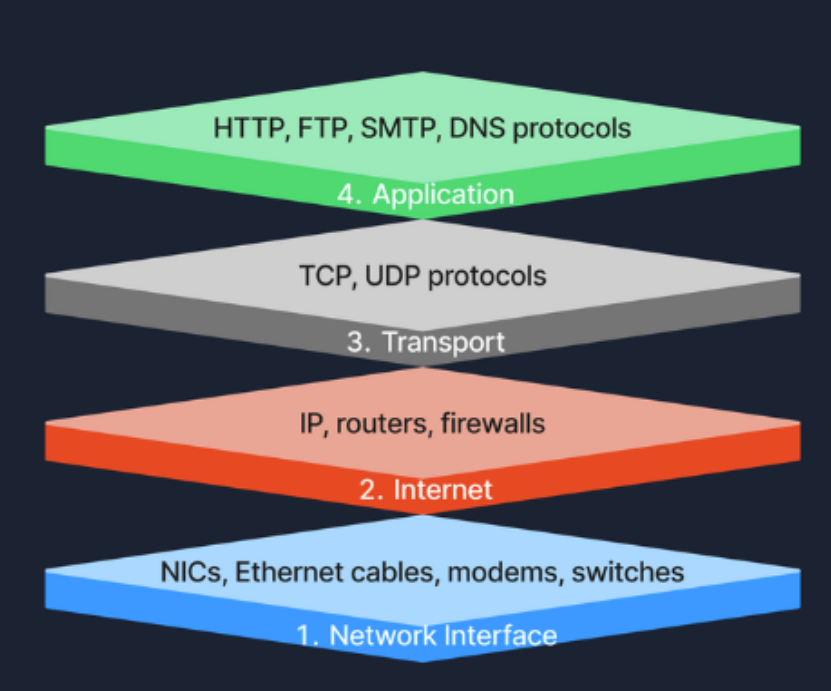 HTTP, FTP, SMTP, DNS protocols
4. Application
TCP, UDP protocols
3. Transport
IP, routers, firewalls
2. Internet
NICs, Ethernet cables, modems, switches
1. Network Interface